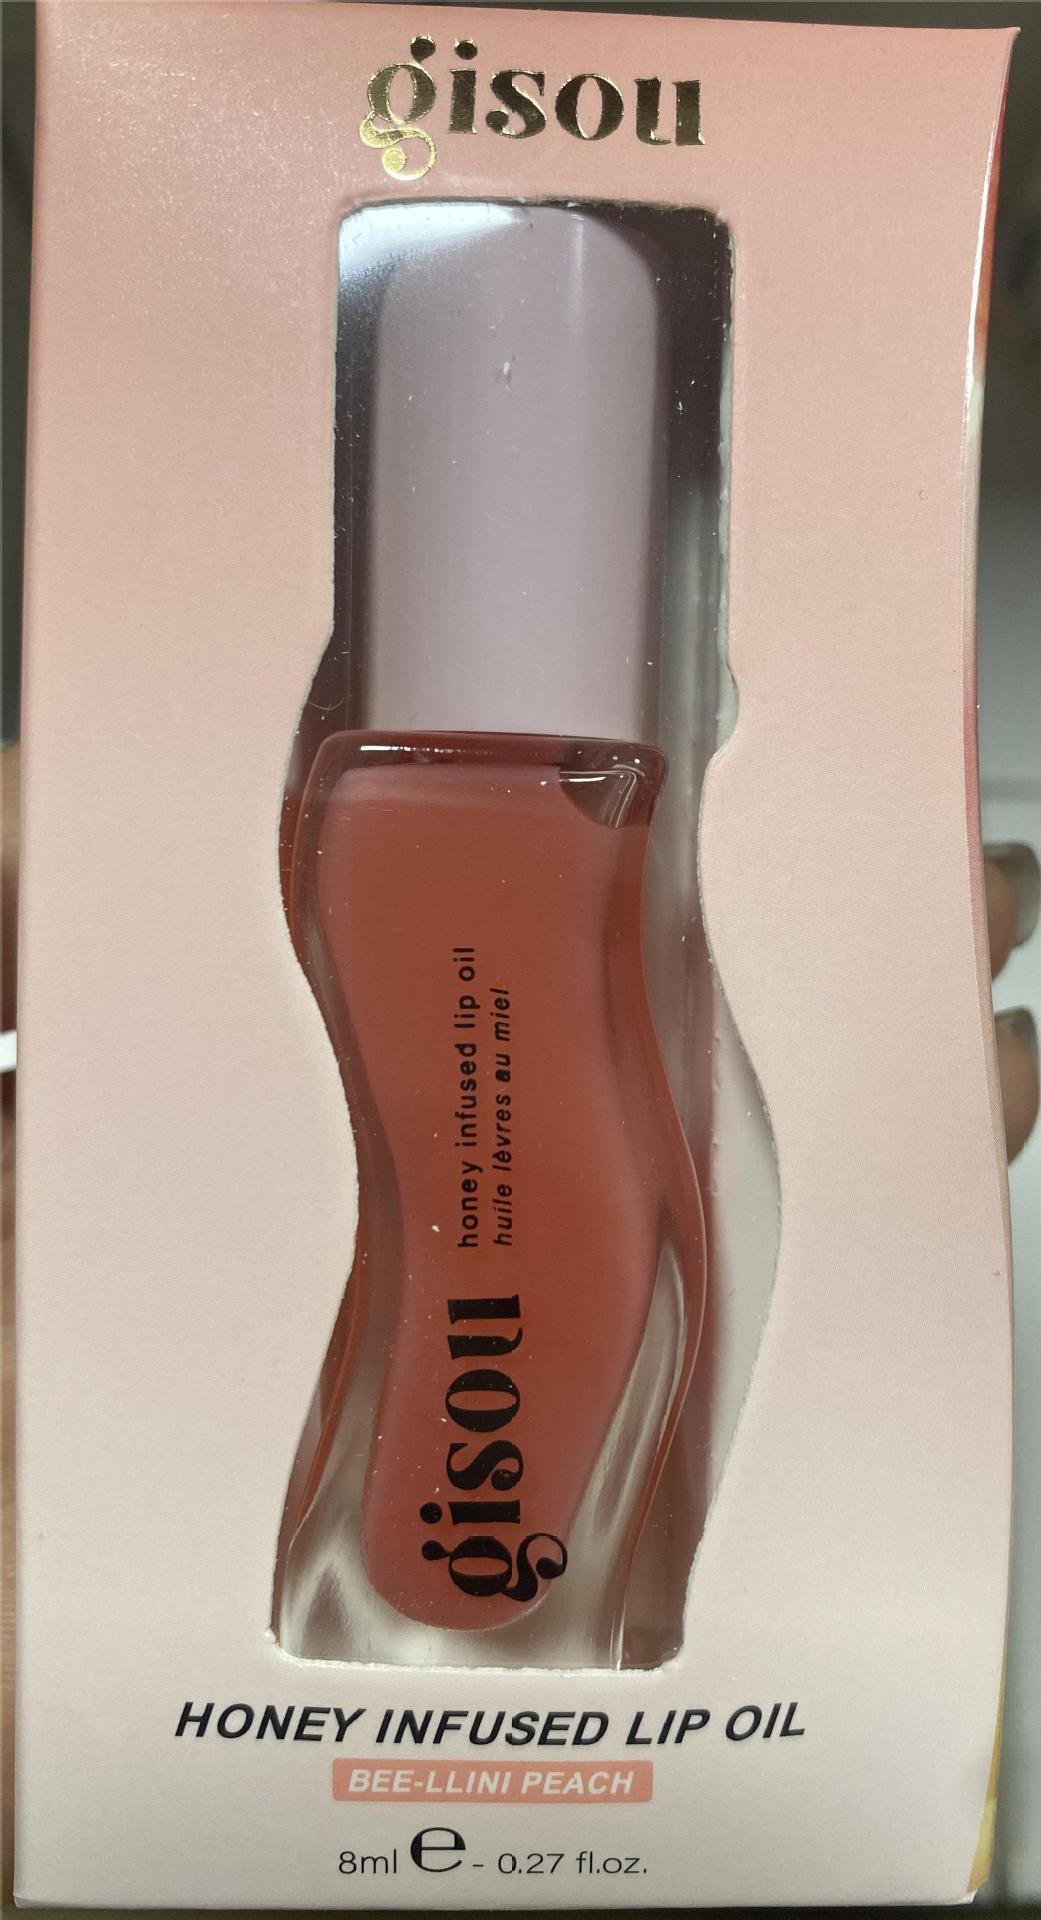 gisou
honey infused lip oil
huile lèvres au miel
gisou
HONEY INFUSED LIP OIL
BEE-LLINI PEACH
8ml e - 0.27 fl.oz.